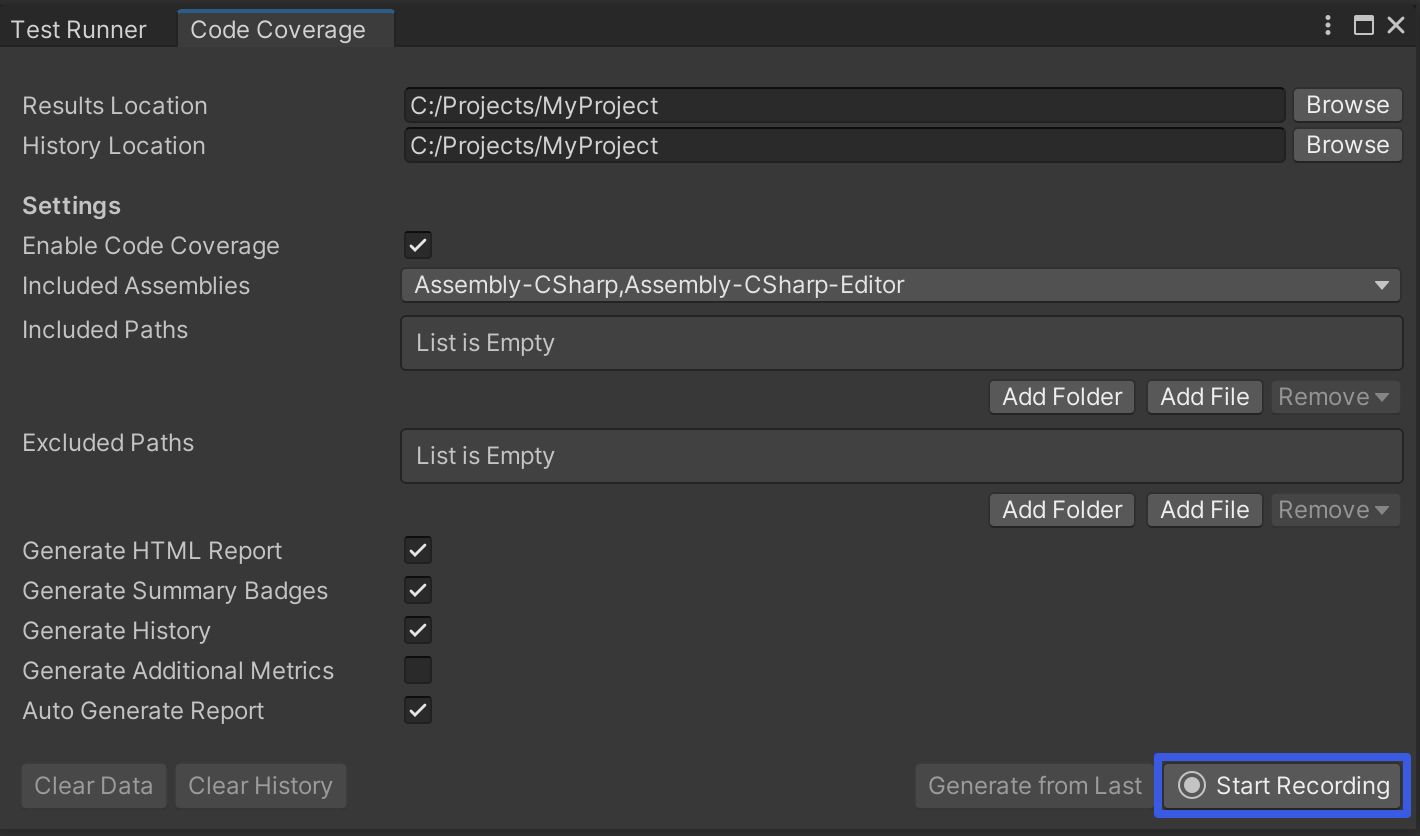 Test Runner Code Coverage
Results Location C:/Projects/MyProject Browse
History Location C:/Projects/MyProject Browse
Settings
Enable Code Coverage
Included Assemblies Assembly-CSharp,Assembly-CSharp-Editor
Included Paths List is Empty
Add Folder Add File Remove
Excluded Paths List is Empty
Add Folder Add File Remove
Generate HTML Report
Generate Summary Badges
Generate History
Generate Additional Metrics
Auto Generate Report
Clear Data Clear History Generate from Last Start Recording